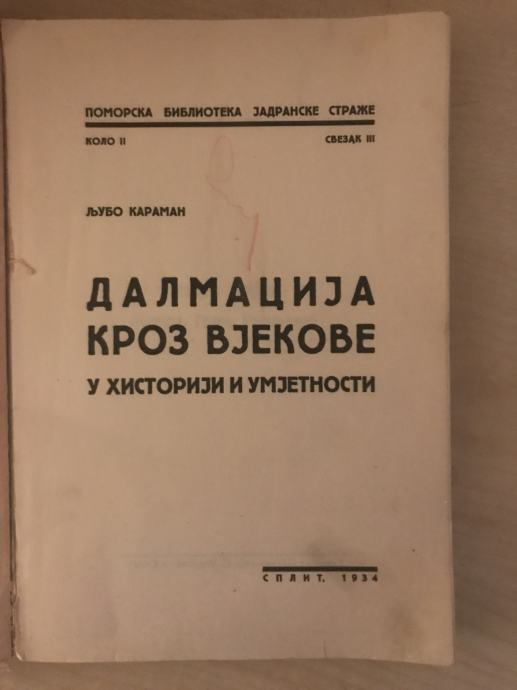 ПОМОРСКА БИБЛИОТЕКА ЈАДРАНСКЕ СТРАЖЕ
КОЛО II СВЕЗАК III
ЉУБО КАРАМАН
ДАЛМАЦИЈА
КРОЗ ВЈЕКОВЕ
У ХИСТОРИЈИ И УМЈЕТНОСТИ
СПЛИТ, 1934